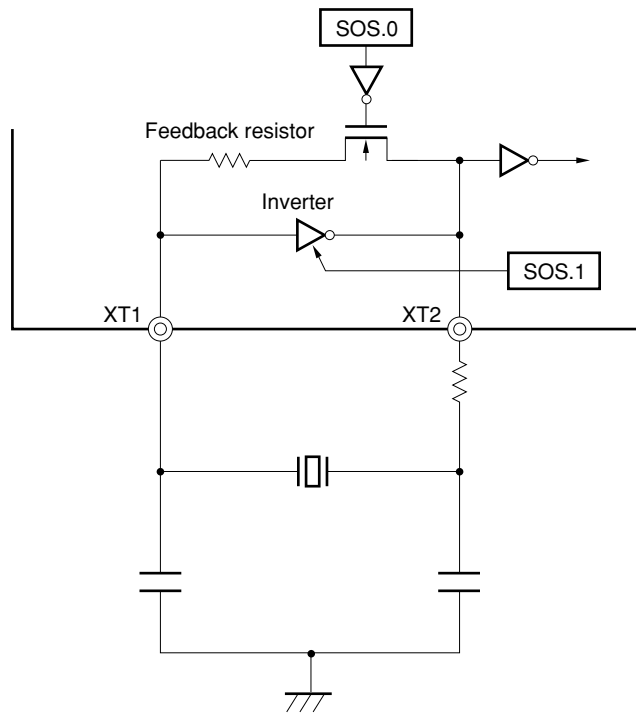 SOS.0
Feedback resistor
Inverter
SOS.1
XT1
XT2